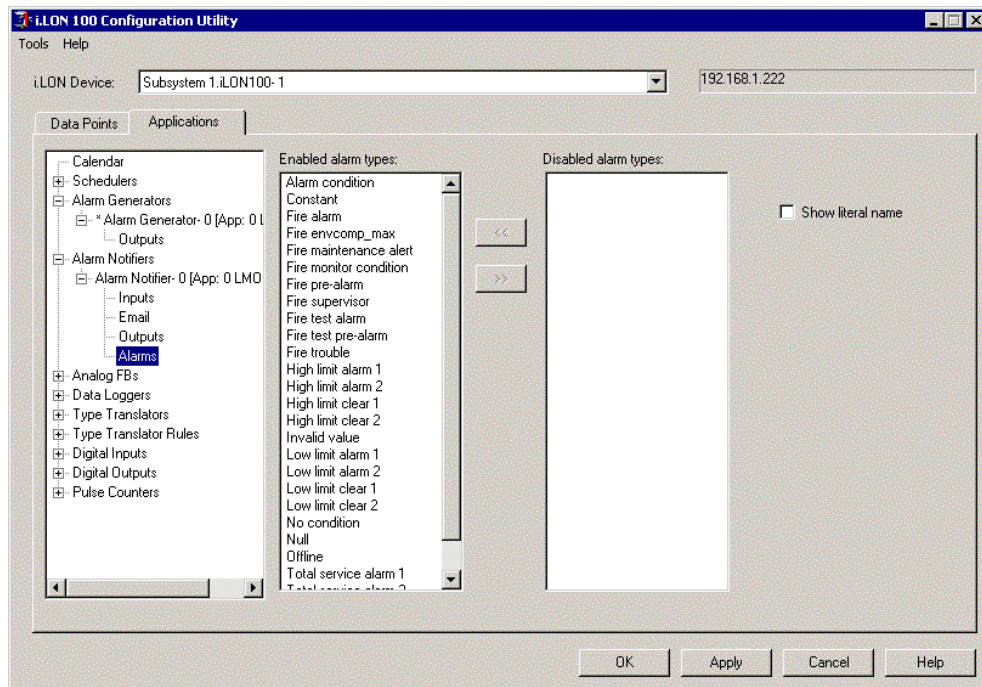 i.LON 100 Configuration Utility
Tools Help
i.LON Device: Subsystem 1.iLON100- 1 192.168.1.222
Data Points Applications
Calendar
Schedulers
Alarm Generators
* Alarm Generator- 0 [App: 0 L
Outputs
Alarm Notifiers
Alarm Notifier- 0 [App: 0 LMO
Inputs
Email
Outputs
Alarms
Analog FBs
Data Loggers
Type Translators
Type Translator Rules
Digital Inputs
Digital Outputs
Pulse Counters
Enabled alarm types:
Alarm condition
Constant
Fire alarm
Fire envcomp_max
Fire maintenance alert
Fire monitor condition
Fire pre-alarm
Fire supervisor
Fire test alarm
Fire test pre-alarm
Fire trouble
High limit alarm 1
High limit alarm 2
High limit clear 1
High limit clear 2
Invalid value
Low limit alarm 1
Low limit alarm 2
Low limit clear 1
Low limit clear 2
No condition
Null
Offline
Total service alarm 1
<<
>>
Disabled alarm types:
Show literal name
OK Apply Cancel Help